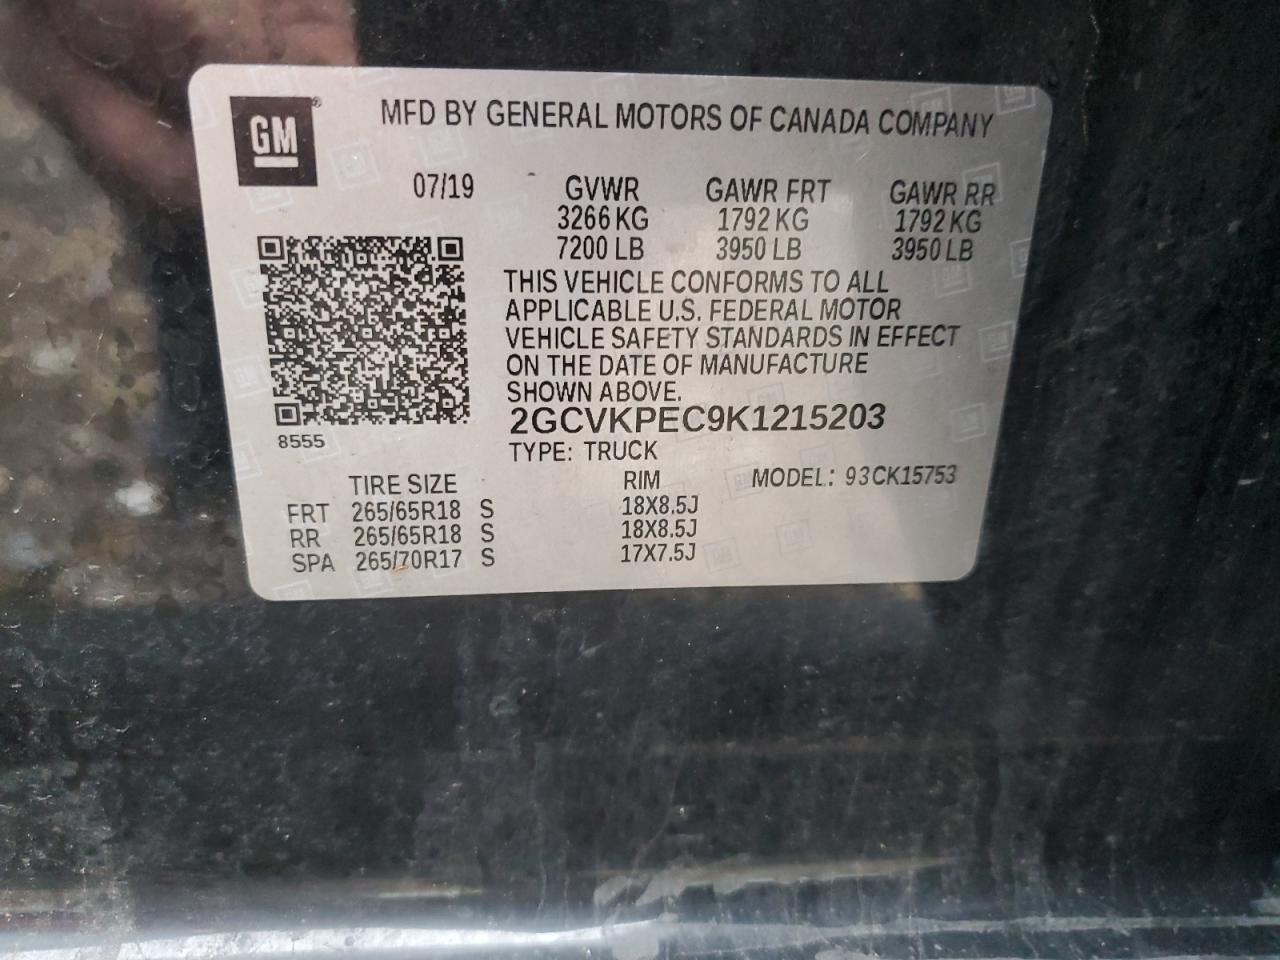 GM ®
MFD BY GENERAL MOTORS OF CANADA COMPANY
07/19 GVWR GAWR FRT GAWR RR
3266 KG 1792 KG 1792 KG
7200 LB 3950 LB 3950 LB
THIS VEHICLE CONFORMS TO ALL
APPLICABLE U.S. FEDERAL MOTOR
VEHICLE SAFETY STANDARDS IN EFFECT
ON THE DATE OF MANUFACTURE
SHOWN ABOVE.
2GCVKPEC9K1215203
8555
TYPE: TRUCK
TIRE SIZE RIM MODEL: 93CK15753
FRT 265/65R18 S 18X8.5J
RR 265/65R18 S 18X8.5J
SPA 265/70R17 S 17X7.5J